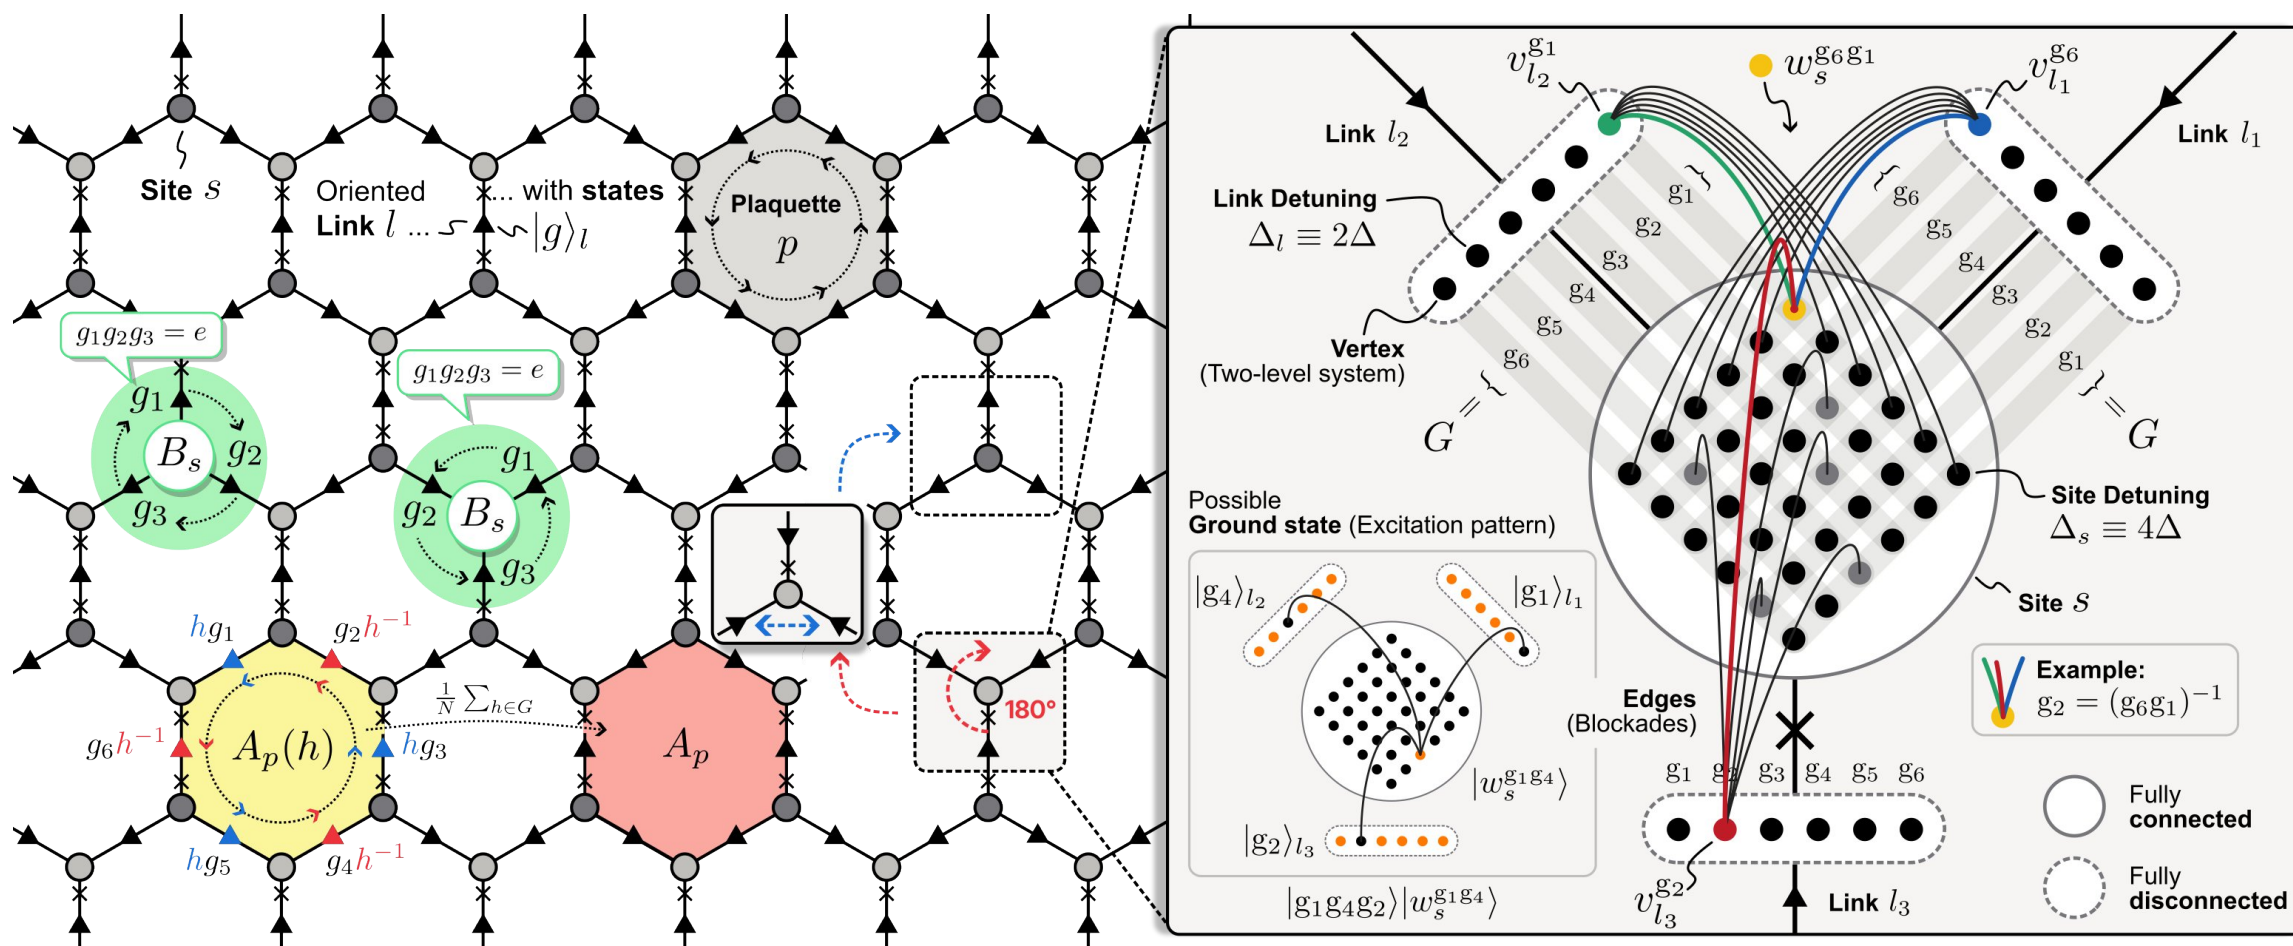 Site s
Oriented
Link l ...
... with states
|g⟩_l
Plaquette
p
g₁g₂g₃ = e
g₁
g₂
g₃
B_s
g₁g₂g₃ = e
g₁
g₂
g₃
B_s
hg₁
g₂h⁻¹
g₆h⁻¹
hg₃
hg₅
g₄h⁻¹
A_p(h)
1/N ∑_{h∈G}
A_p
180°
v_{l₂}^{g₁}
w_s^{g₆g₁}
v_{l₁}^{g₆}
Link l₂
Link l₁
Link Detuning
Δ_l ≡ 2Δ
g₁
g₂
g₃
g₄
g₅
g₆
g₆
g₅
g₄
g₃
g₂
g₁
Vertex
(Two-level system)
G =
= G
Possible
Ground state (Excitation pattern)
Site Detuning
Δ_s ≡ 4Δ
Site s
|g₄⟩_{l₂}
|g₁⟩_{l₁}
|w_s^{g₁g₄}⟩
|g₂⟩_{l₃}
|g₁g₄g₂⟩|w_s^{g₁g₄}⟩
Edges
(Blockades)
Example:
g₂ = (g₆g₁)⁻¹
g₁ g₂ g₃ g₄ g₅ g₆
v_{l₃}^{g₂}
Link l₃
Fully
connected
Fully
disconnected